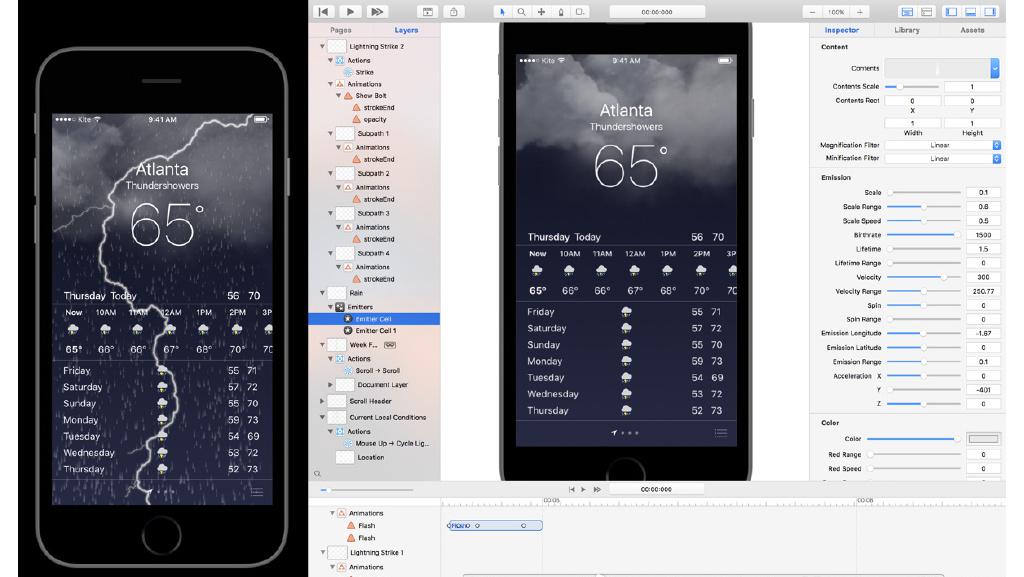 Kite 9:41 AM
Atlanta
Thundershowers
65°
Thursday Today 56 70
Now 10AM 11AM 12AM 1PM 2PM 3P
65° 66° 66° 67° 68° 70° 7
Friday 55 71
Saturday 57 72
Sunday 55 70
Monday 59 73
Tuesday 54 69
Wednesday 53 72
Thursday 52 73
00:00:000
100%
Pages Layers
Lightning Strike 2
Actions
Strike
Animations
Show Bolt
strokeEnd
opacity
Subpath 1
Animations
strokeEnd
Subpath 2
Animations
strokeEnd
Subpath 3
Animations
strokeEnd
Subpath 4
Animations
strokeEnd
Rain
Emitters
Emitter Cell
Emitter Cell 1
Week F...
Actions
Scroll → Scroll
Document Layer
Scroll Header
Current Local Conditions
Actions
Mouse Up → Cycle Lig...
Location
Kite 9:41 AM
Atlanta
Thundershowers
65°
Thursday Today 56 70
Now 10AM 11AM 12AM 1PM 2PM 3P
65° 66° 66° 67° 68° 70° 70
Friday 55 71
Saturday 57 72
Sunday 55 70
Monday 59 73
Tuesday 54 69
Wednesday 53 72
Thursday 52 73
Inspector Library Assets
Content
Contents
Contents Scale 1
Contents Rect 0 0
X Y
1 1
Width Height
Magnification Filter Linear
Minification Filter Linear
Emission
Scale 0.1
Scale Range 0.6
Scale Speed 0.5
Birthrate 1500
Lifetime 1.5
Lifetime Range 0
Velocity 300
Velocity Range 250.77
Spin 0
Spin Range 0
Emission Longitude -1.67
Emission Latitude 0
Emission Range 0.1
Acceleration X 0
Y -401
Z 0
Color
Color
Red Range 0
Red Speed 0
00:00:000
00:05 00:06
Animations
Flash
Flash
Lightning Strike 1
Animations